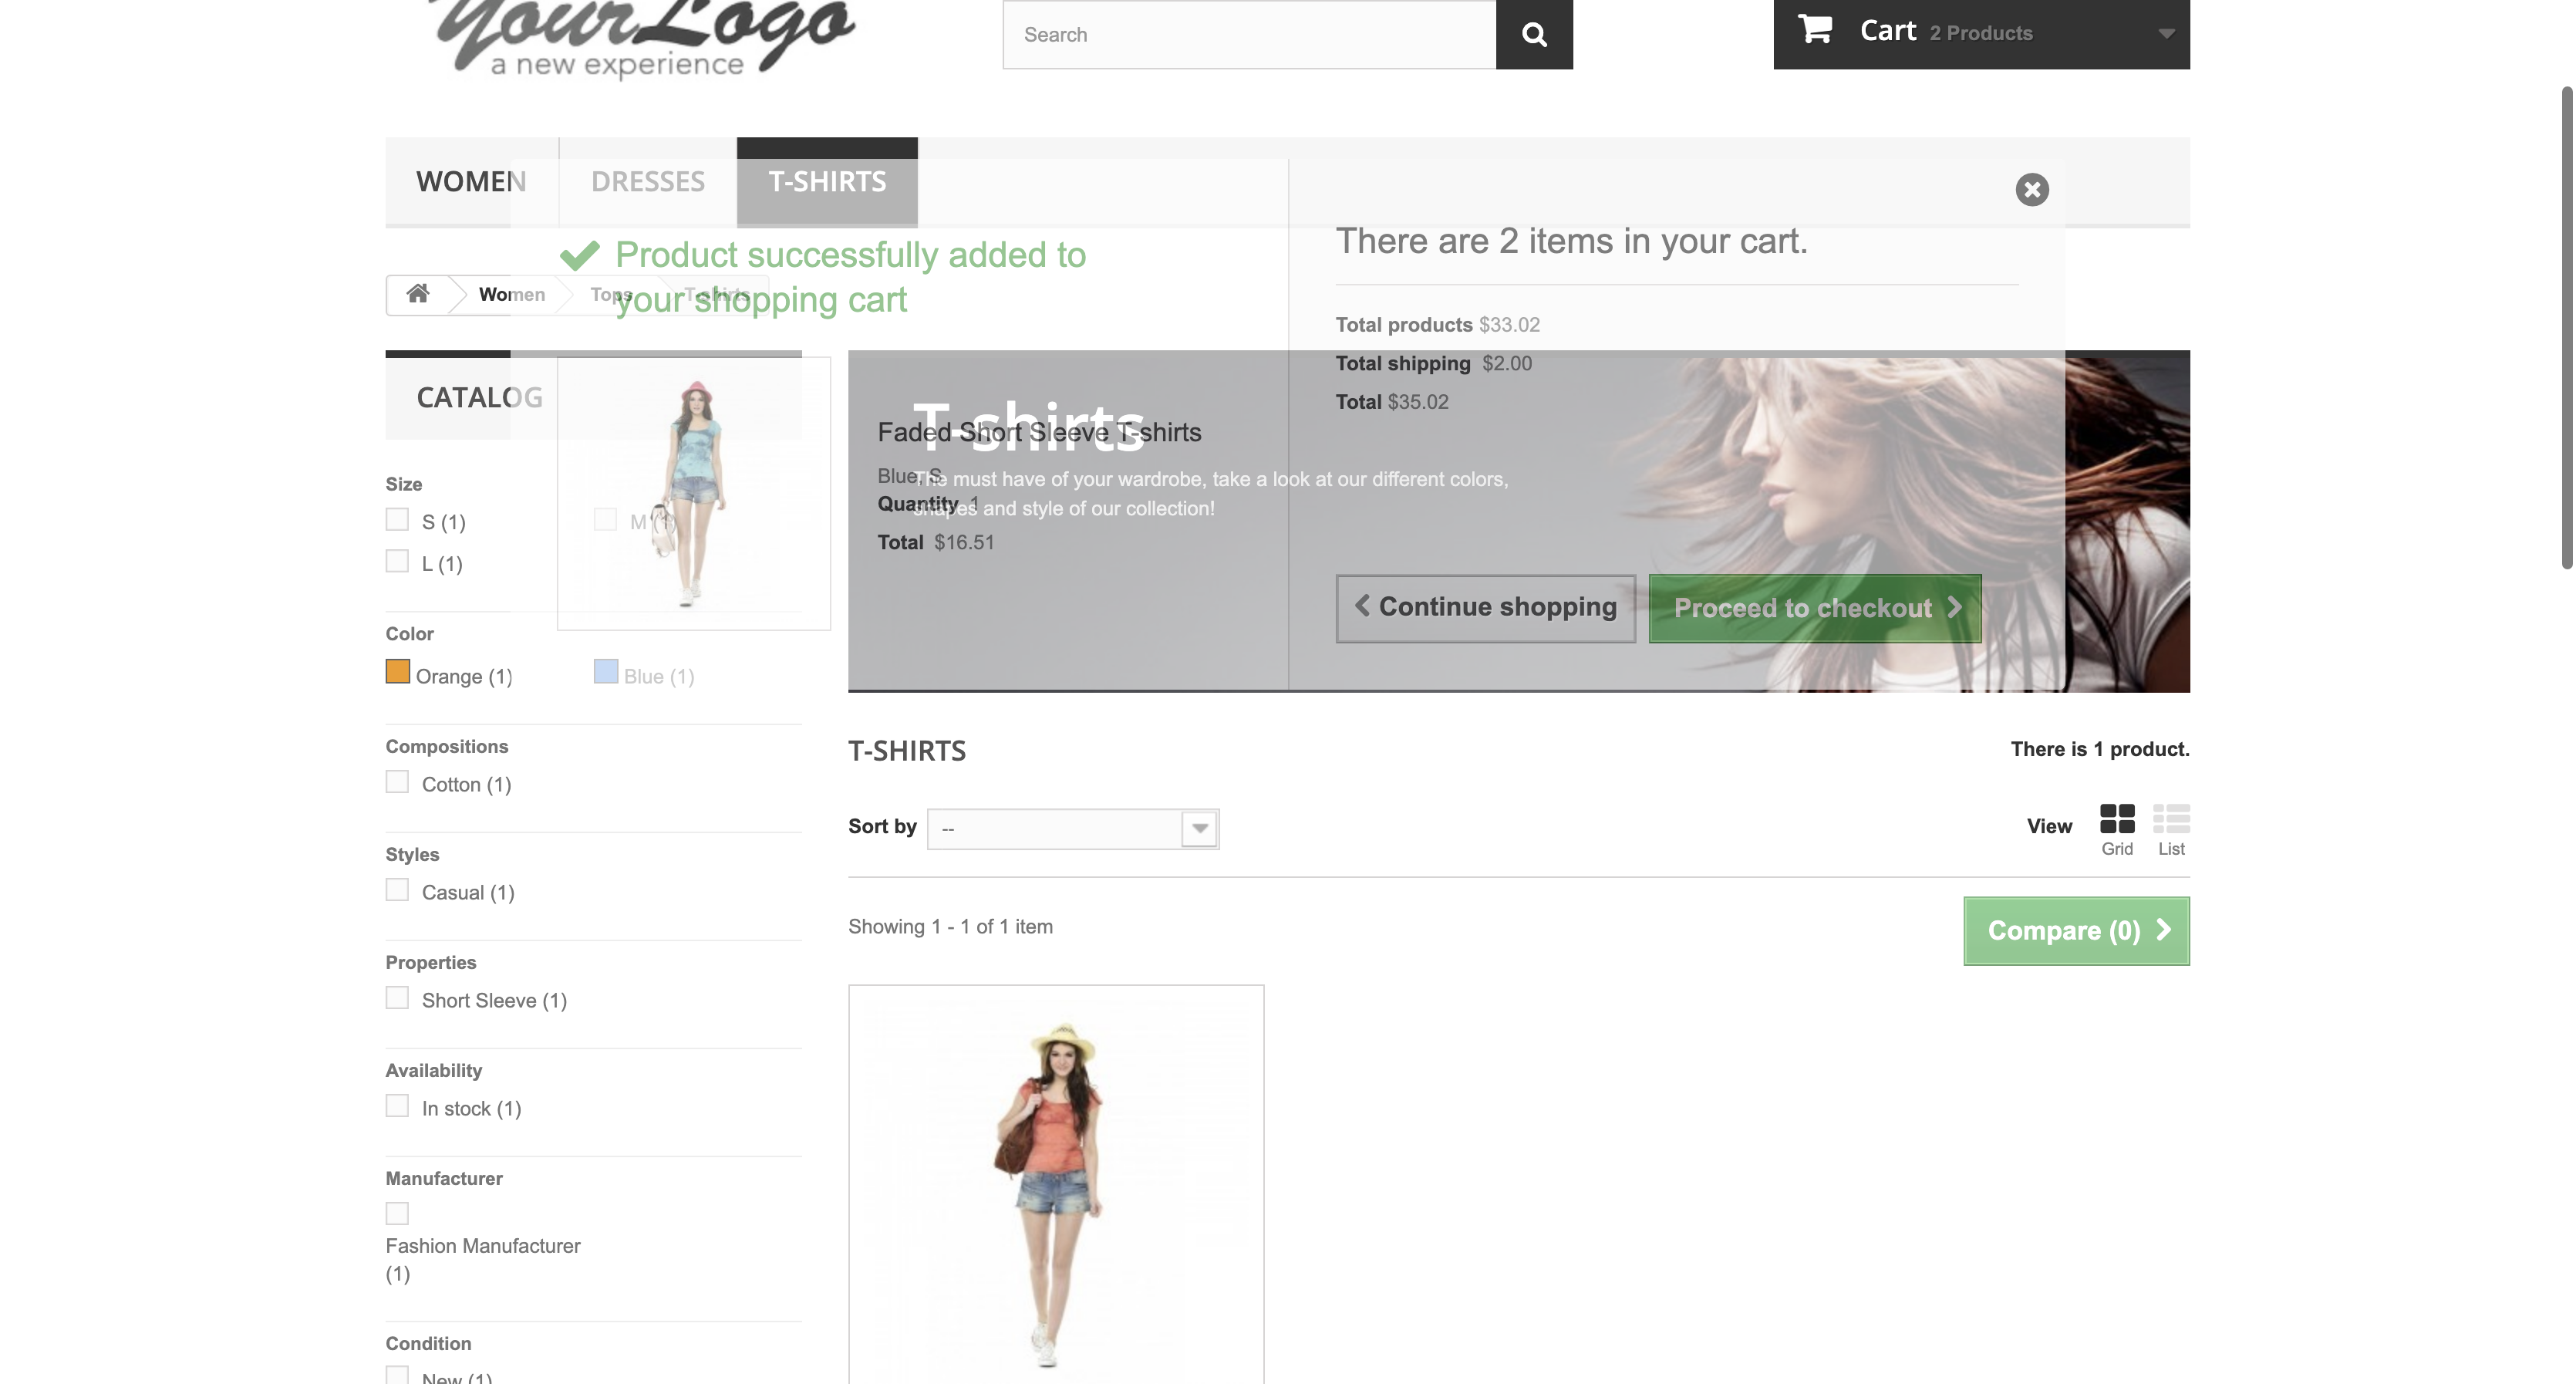 YourLogo
a new experience
Search
Cart 2 Products
WOMEN
DRESSES
T-SHIRTS
Product successfully added to
your shopping cart
Women
Tops
T-shirts
There are 2 items in your cart.
Total products $33.02
Total shipping $2.00
Total $35.02
CATALOG
T-shirts
Faded Short Sleeve T-shirts
Blue, S
The must have of your wardrobe, take a look at our different colors,
shapes and style of our collection!
Quantity 1
Total $16.51
Continue shopping
Proceed to checkout
Size
S (1)
M (1)
L (1)
Color
Orange (1)
Blue (1)
Compositions
Cotton (1)
Styles
Casual (1)
Properties
Short Sleeve (1)
Availability
In stock (1)
Manufacturer
Fashion Manufacturer
(1)
Condition
New (1)
T-SHIRTS
There is 1 product.
Sort by --
View
Grid
List
Showing 1 - 1 of 1 item
Compare (0)